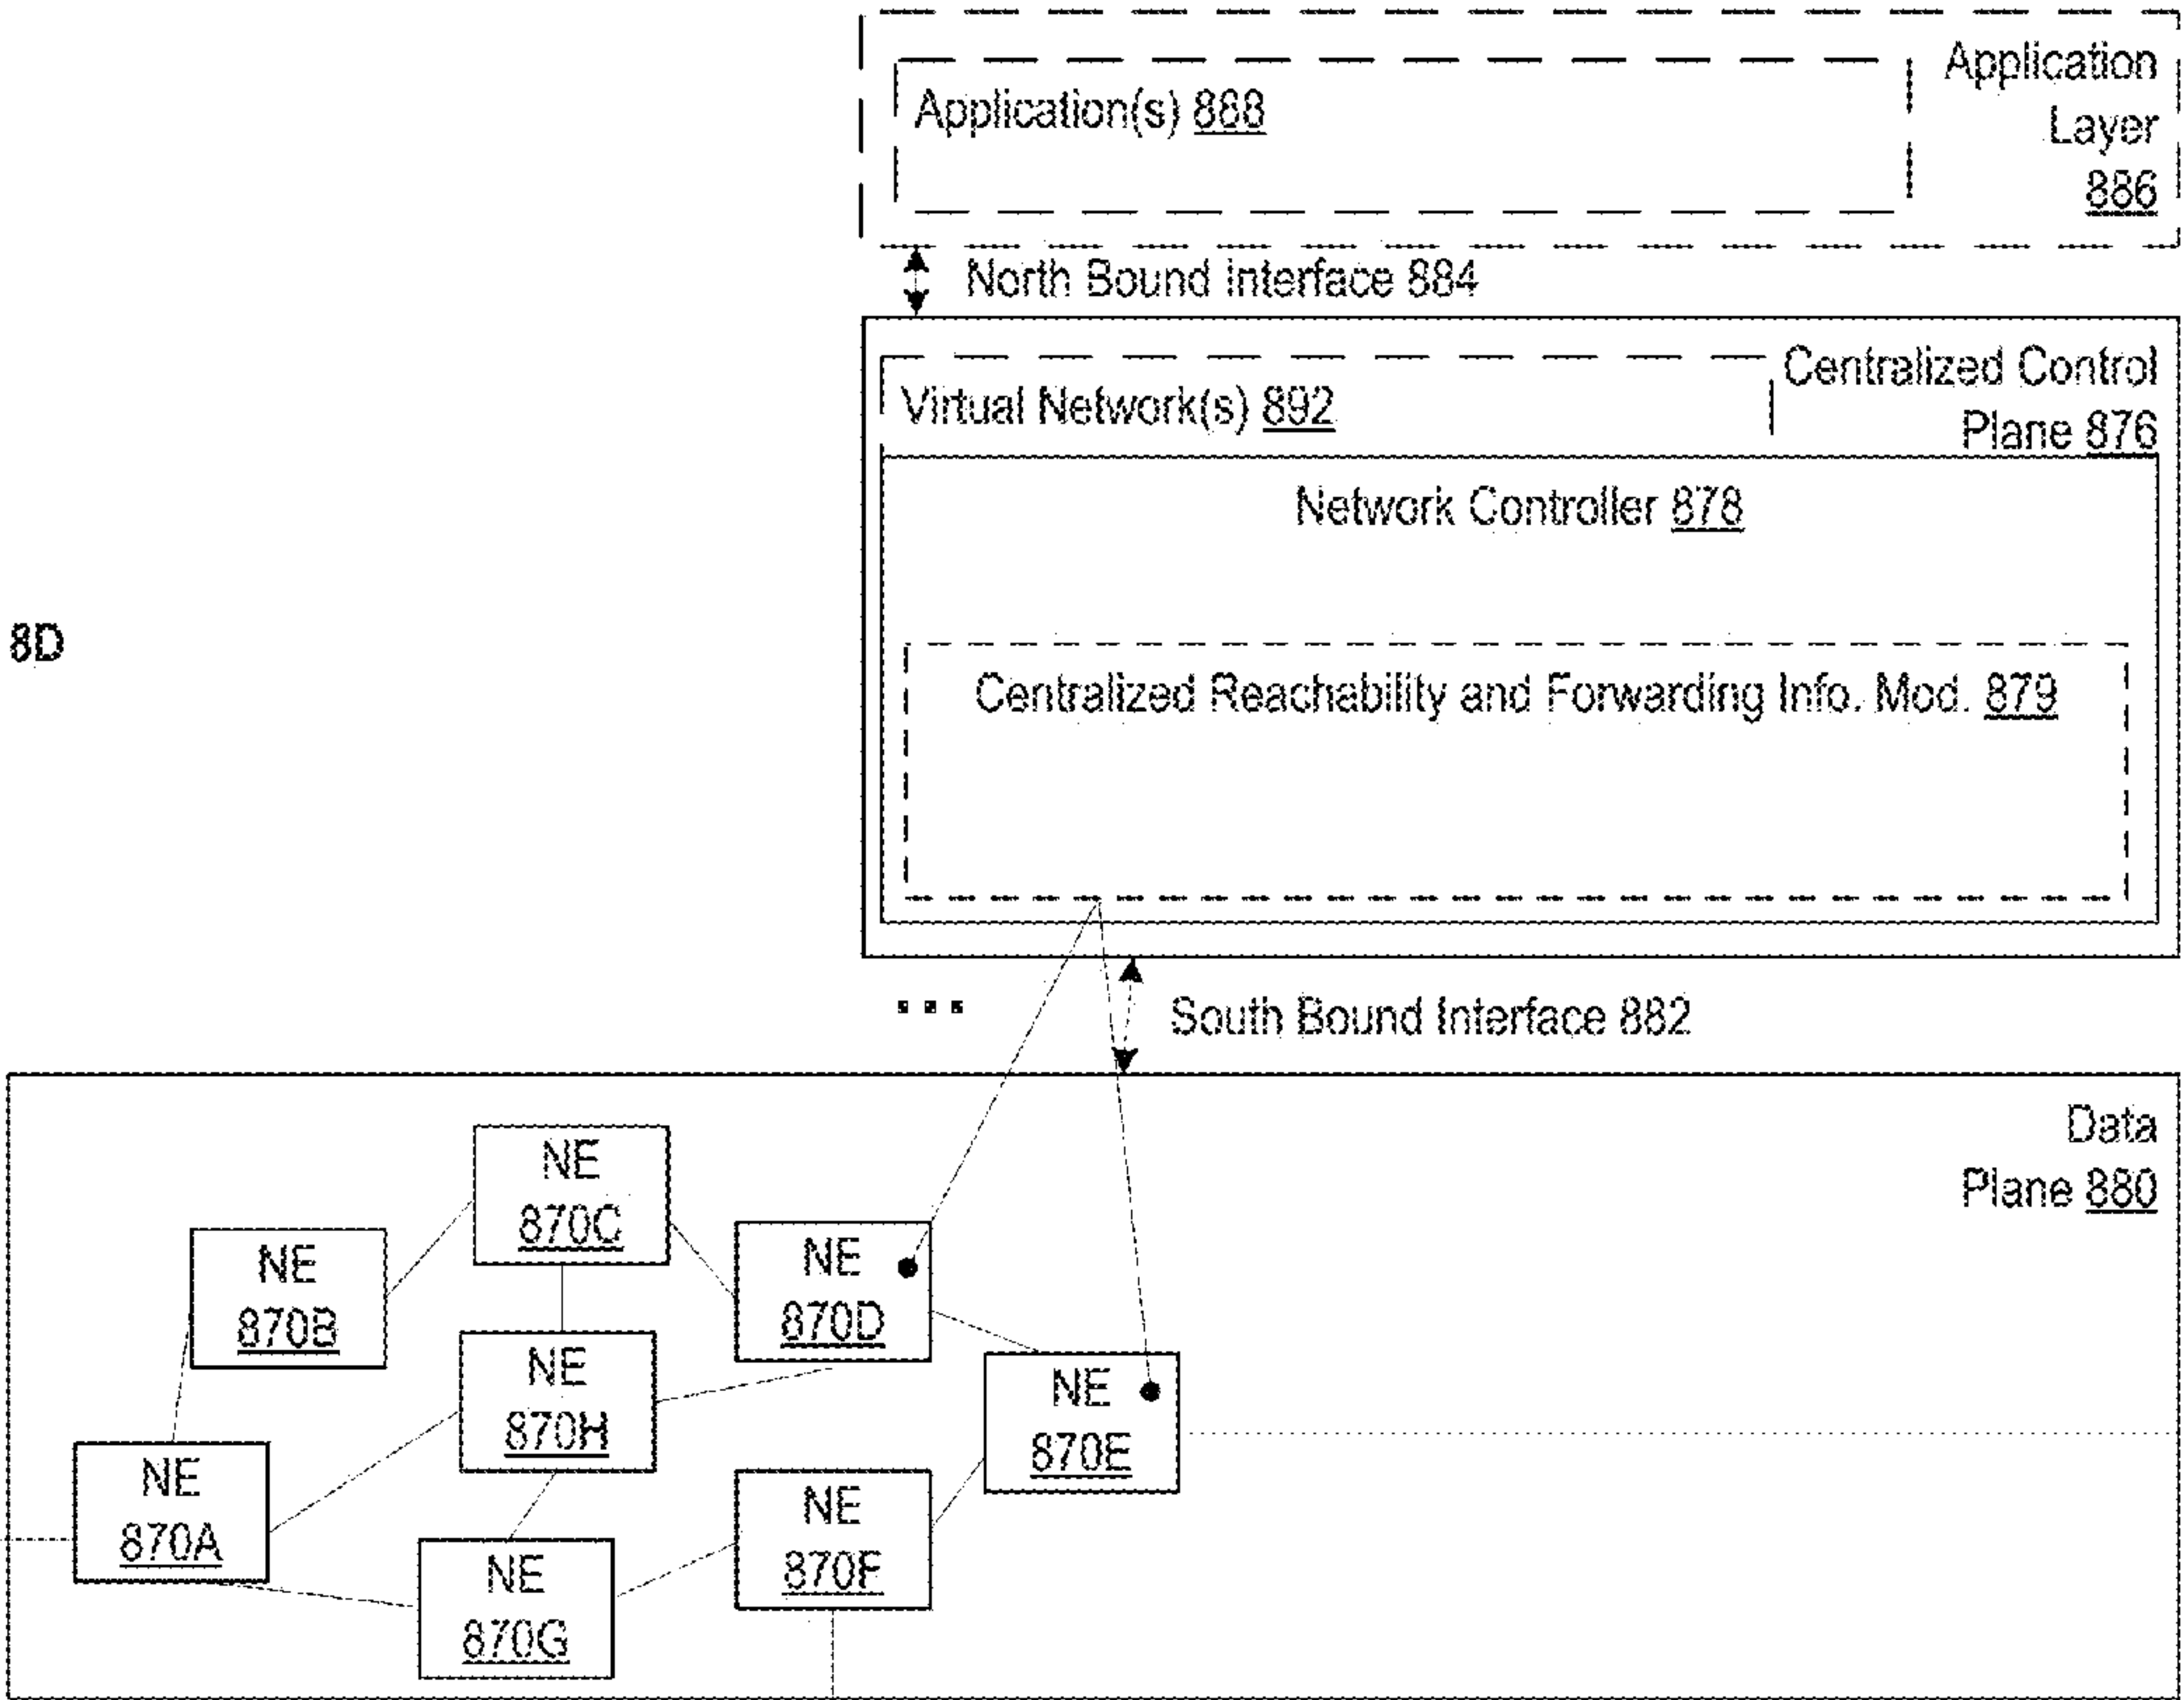 Application(s) 888
Application
Layer
886
North Bound Interface 884
Virtual Network(s) 892
Centralized Control
Plane 876
Network Controller 878
8D
Centralized Reachability and Forwarding Info. Mod. 879
...
South Bound Interface 882
Data
Plane 880
NE
870C
NE
870B
NE
870D
NE
870H
NE
870E
NE
870A
NE
870F
NE
870G